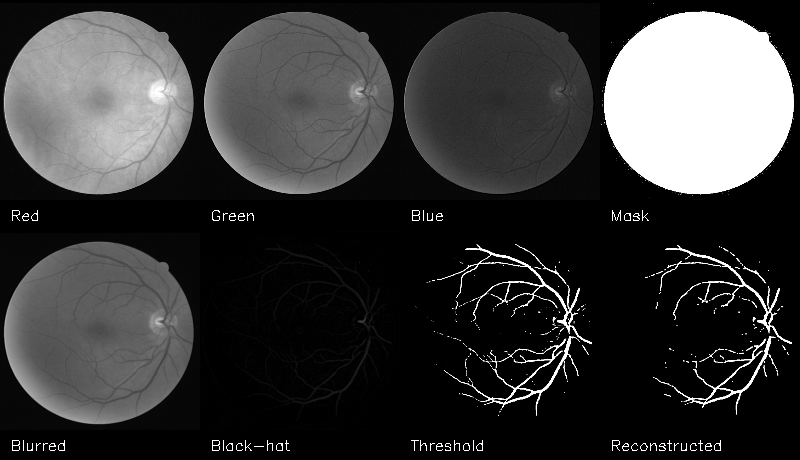 Red
Green
Blue
Mask
Blurred
Black-hat
Threshold
Reconstructed